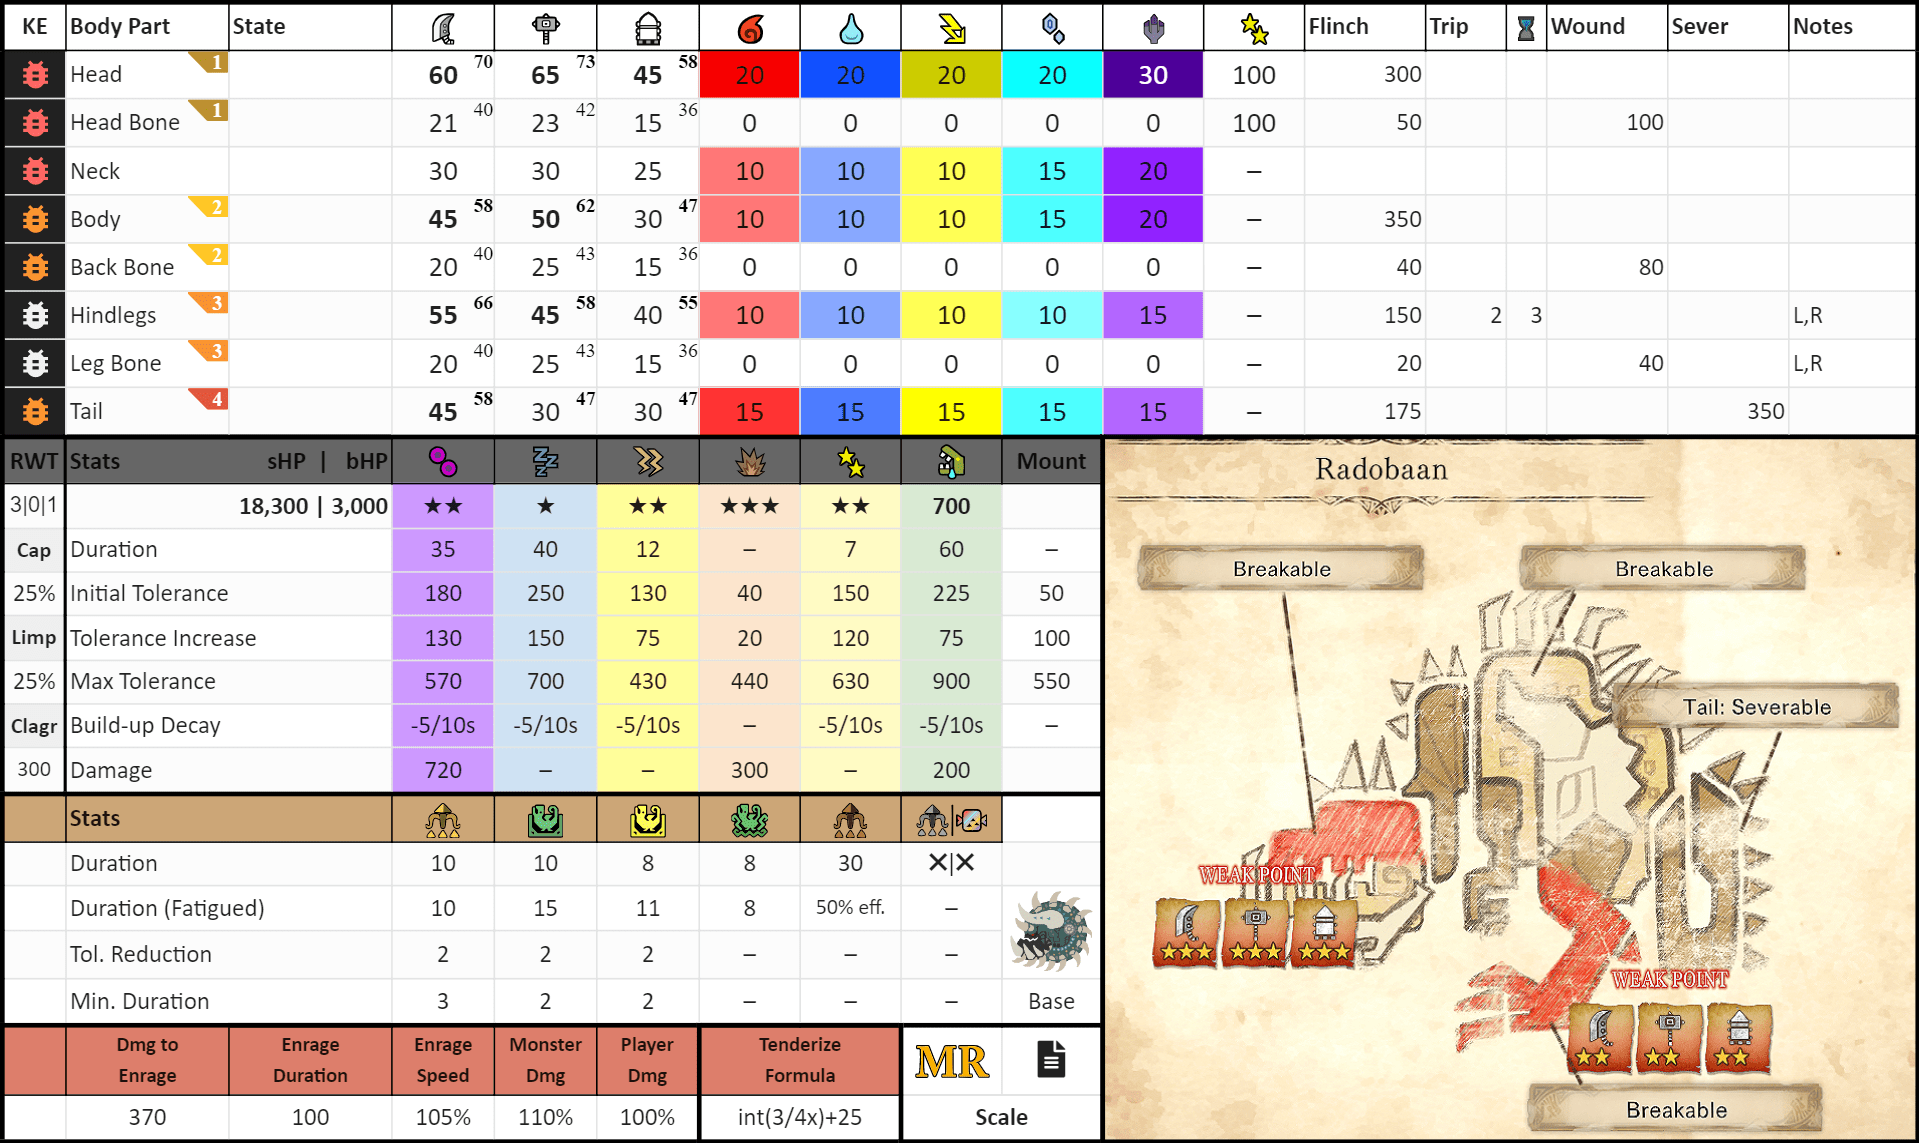 KE Body Part State Flinch Trip Wound Sever Notes
Head 1 60 70 65 73 45 58 20 20 20 20 30 100 300
Head Bone 1 21 40 23 42 15 36 0 0 0 0 0 100 50 100
Neck 30 30 25 10 10 10 15 20 –
Body 2 45 58 50 62 30 47 10 10 10 15 20 – 350
Back Bone 2 20 40 25 43 15 36 0 0 0 0 0 – 40 80
Hindlegs 3 55 66 45 58 40 55 10 10 10 10 15 – 150 2 3 L,R
Leg Bone 3 20 40 25 43 15 36 0 0 0 0 0 – 20 40 L,R
Tail 4 45 58 30 47 30 47 15 15 15 15 15 – 175 350
RWT Stats sHP | bHP Mount
3|0|1 18,300 | 3,000 ★★ ★ ★★ ★★★ ★★ 700
Cap Duration 35 40 12 – 7 60 –
25% Initial Tolerance 180 250 130 40 150 225 50
Limp Tolerance Increase 130 150 75 20 120 75 100
25% Max Tolerance 570 700 430 440 630 900 550
Clagr Build-up Decay -5/10s -5/10s -5/10s – -5/10s -5/10s –
300 Damage 720 – – 300 – 200
Stats
Duration 10 10 8 8 30 ✕|✕
Duration (Fatigued) 10 15 11 8 50% eff. –
Tol. Reduction 2 2 2 – – –
Min. Duration 3 2 2 – – – Base
Dmg to Enrage Enrage Duration Enrage Speed Monster Dmg Player Dmg Tenderize Formula MR
370 100 105% 110% 100% int(3/4x)+25 Scale
Radobaan
Breakable Breakable
Tail: Severable
WEAK POINT
WEAK POINT
Breakable